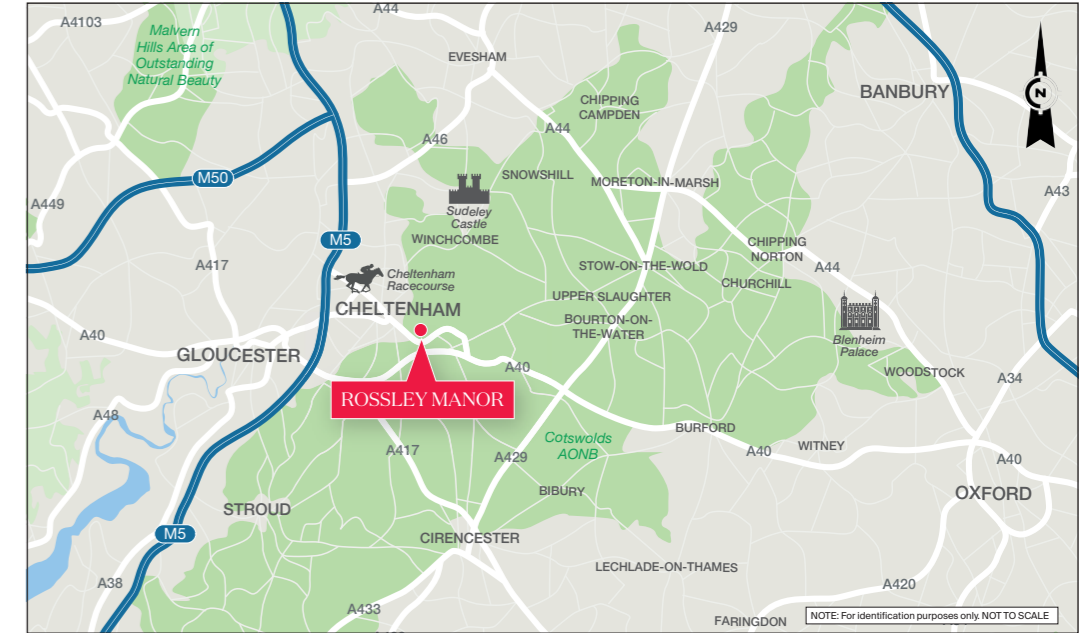 A4103
A44
A429
Malvern
Hills Area of
Outstanding
Natural Beauty
EVESHAM
BANBURY
N
CHIPPING
CAMPDEN
A44
A46
M50
SNOWSHILL
MORETON-IN-MARSH
A43
A449
Sudeley
Castle
WINCHCOMBE
M5
CHIPPING
NORTON
A417
STOW-ON-THE-WOLD
A44
Cheltenham
Racecourse
CHURCHILL
UPPER SLAUGHTER
CHELTENHAM
BOURTON-ON-
THE-WATER
A40
Blenheim
Palace
GLOUCESTER
A40
WOODSTOCK
A34
ROSSLEY MANOR
A48
BURFORD
Cotswolds
AONB
WITNEY
A417
A429
A40
A40
BIBURY
OXFORD
STROUD
M5
CIRENCESTER
LECHLADE-ON-THAMES
A38
A420
A433
FARINGDON
NOTE: For identification purposes only. NOT TO SCALE